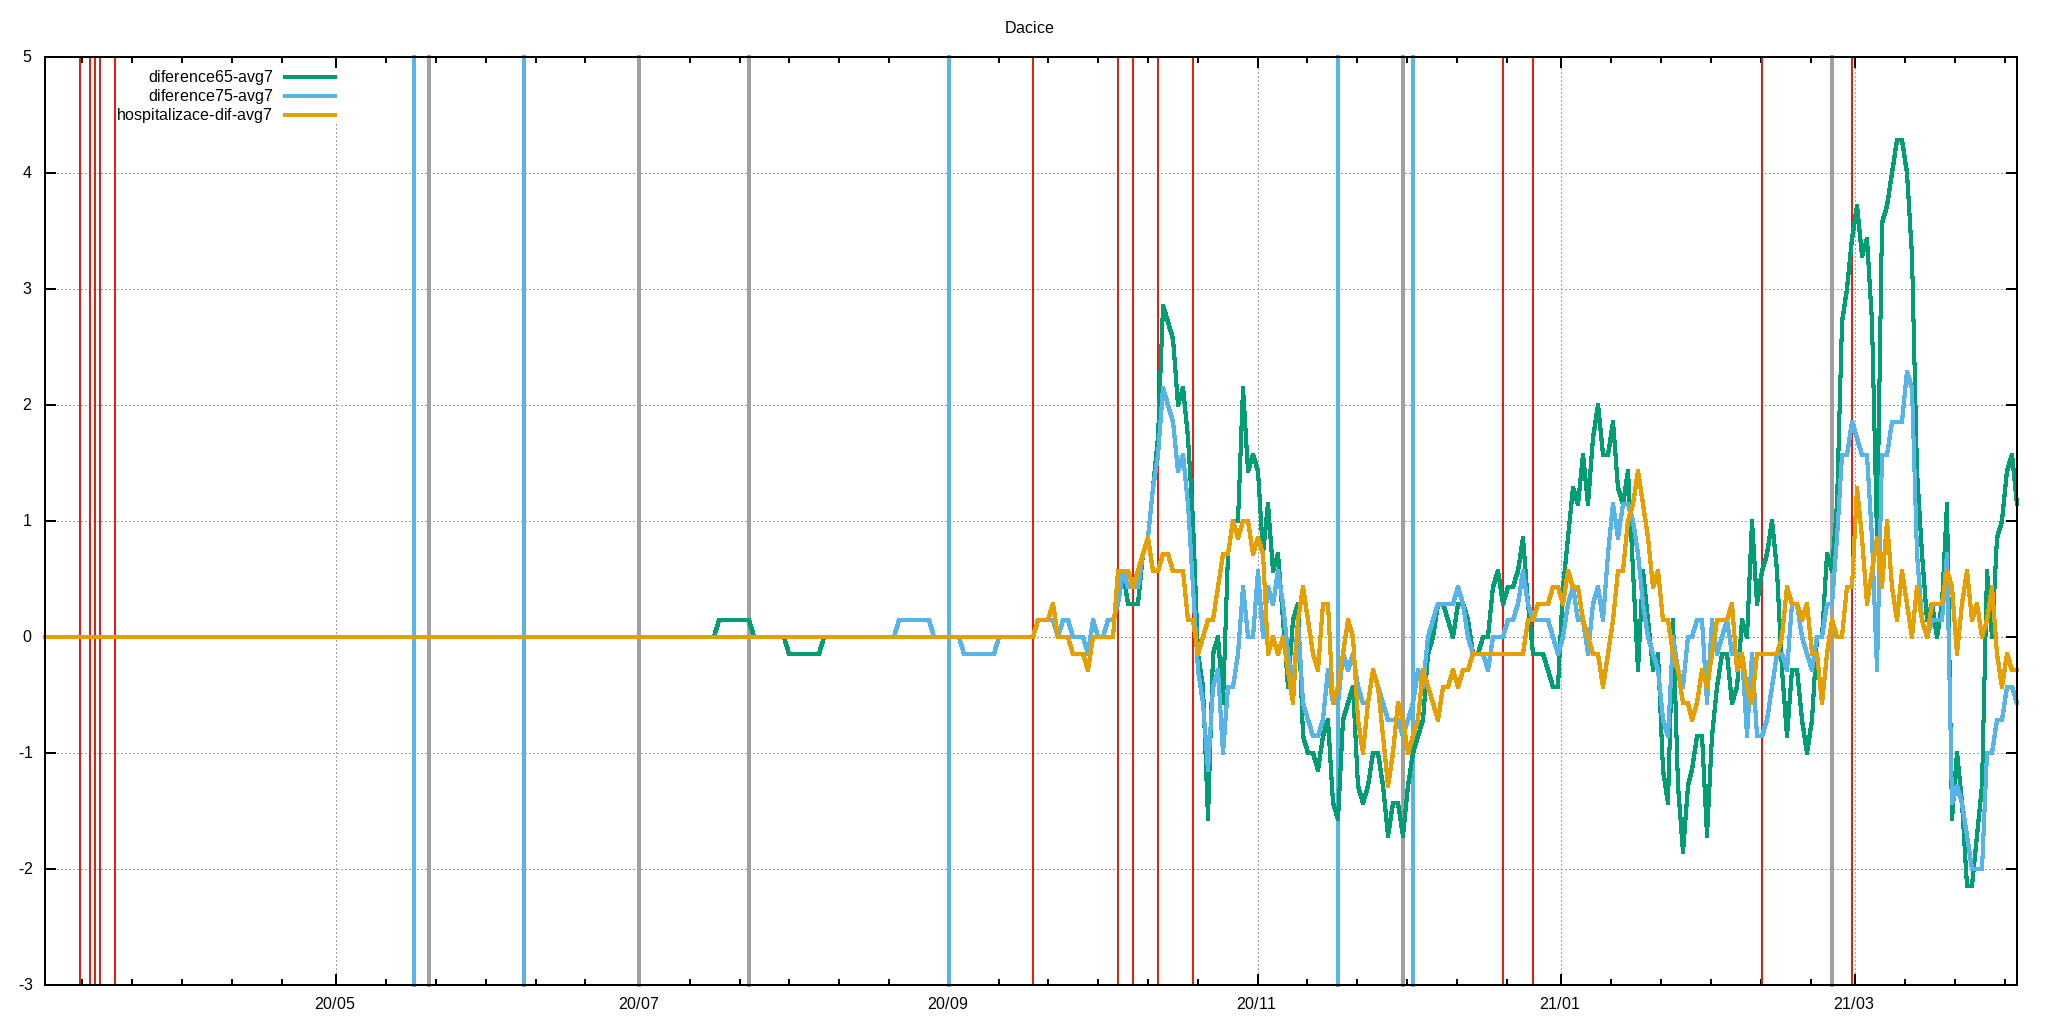 Dacice
5
diference65-avg7
diference75-avg7
hospitalizace-dif-avg7
4
3
2
1
0
-1
-2
-3
20/05 20/07 20/09 20/11 21/01 21/03